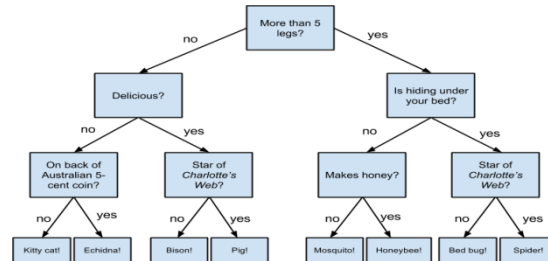 More than 5
legs?
no
yes
Delicious?
Is hiding under
your bed?
no
yes
no
yes
On back of
Australian 5-
cent coin?
Star of
Charlotte's
Web?
Makes honey?
Star of
Charlotte's
Web?
no
yes
no
yes
no
yes
no
yes
Kitty cat!
Echidna!
Bison!
Pig!
Mosquito!
Honeybee!
Bed bug!
Spider!